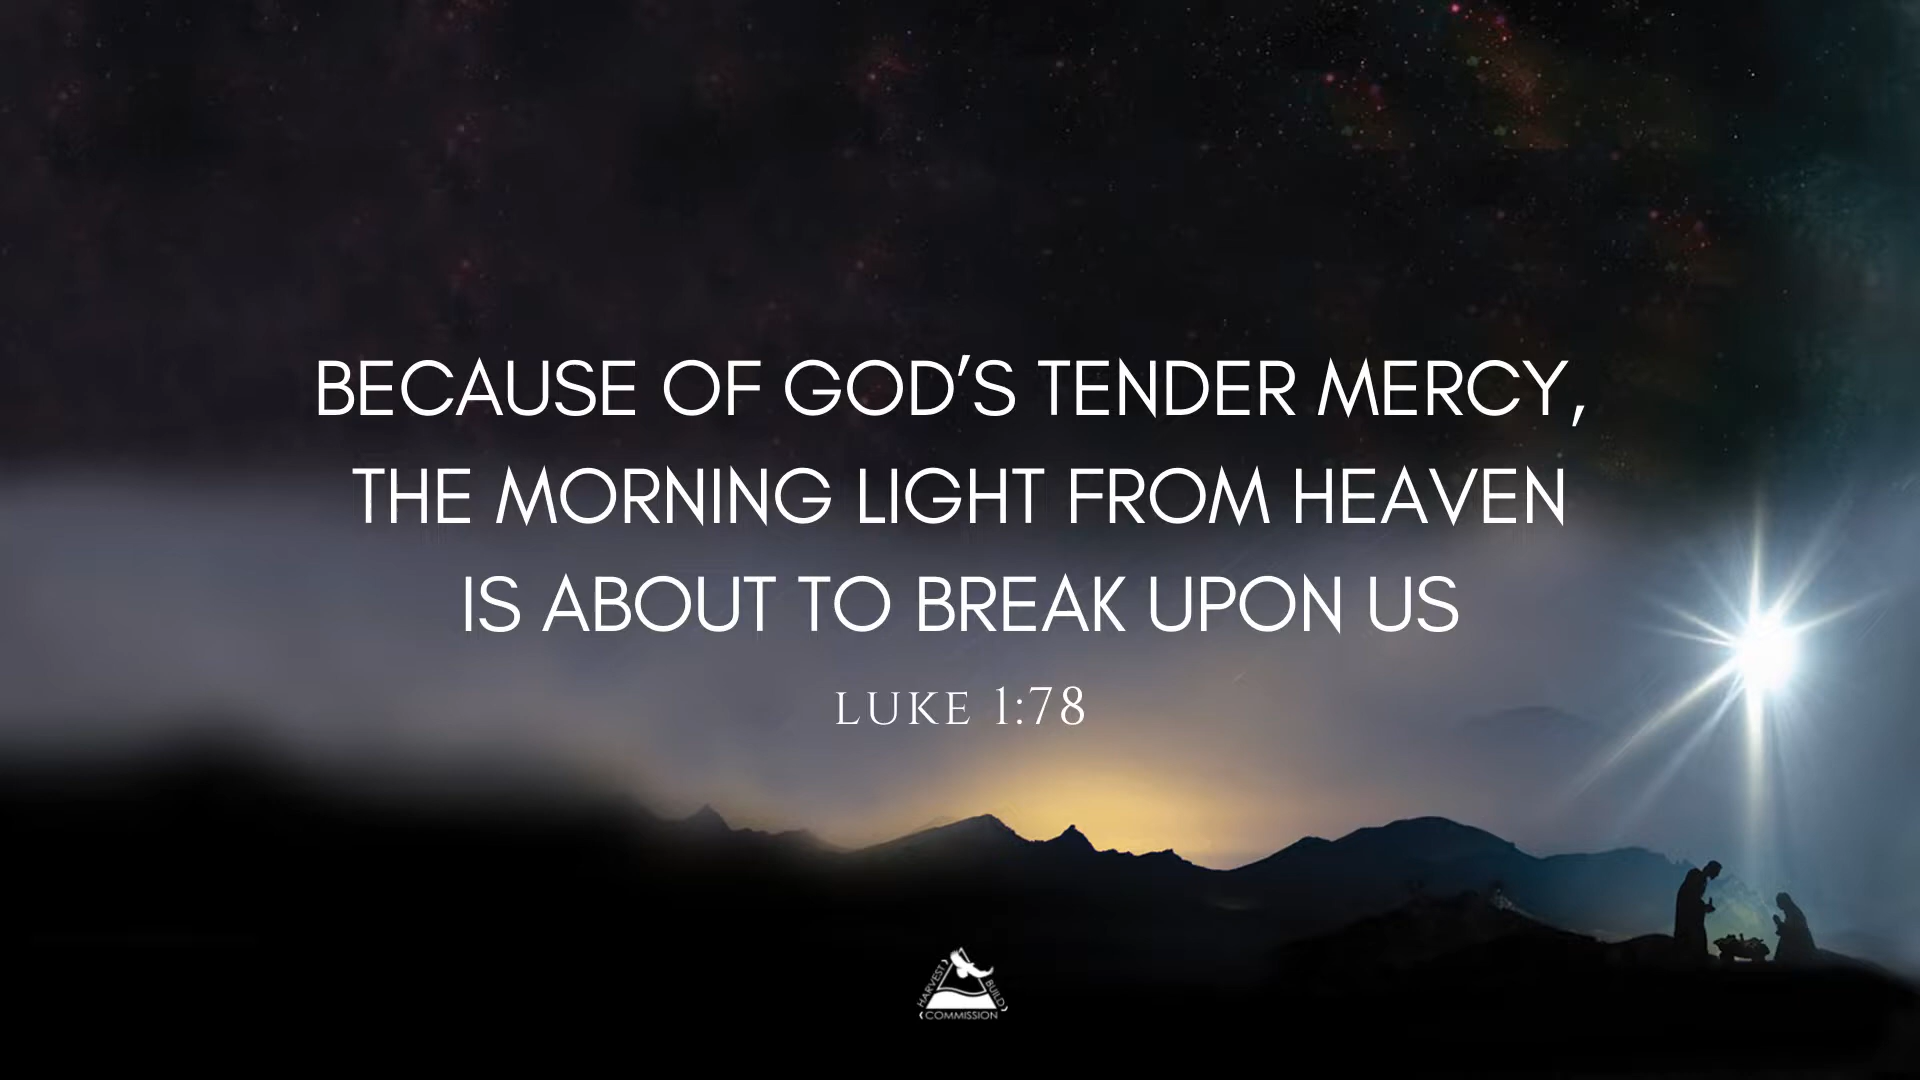 BECAUSE OF GOD’S TENDER MERCY,
THE MORNING LIGHT FROM HEAVEN
IS ABOUT TO BREAK UPON US
LUKE 1:78
HARVEST BUILD
COMMISSION